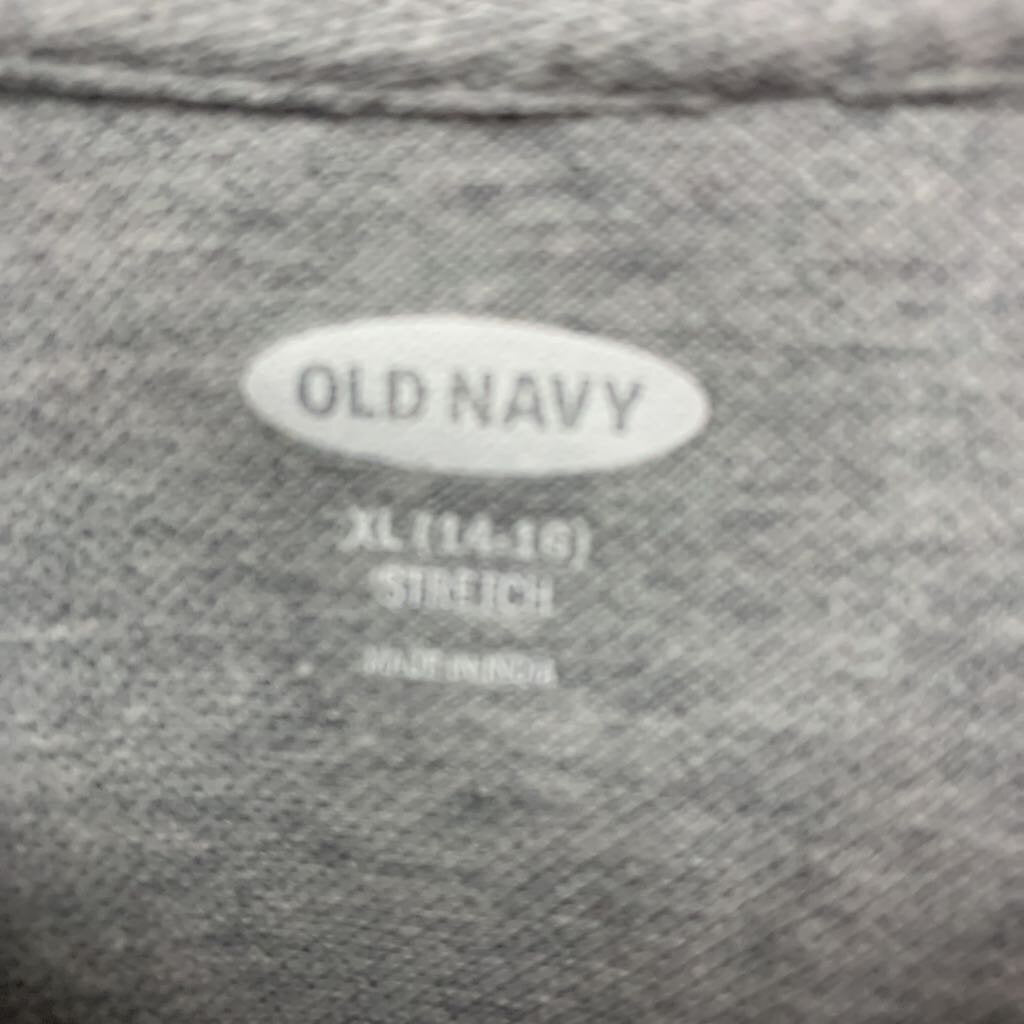 OLD NAVY
XL (14-16)
STRETCH
MADE IN INDIA